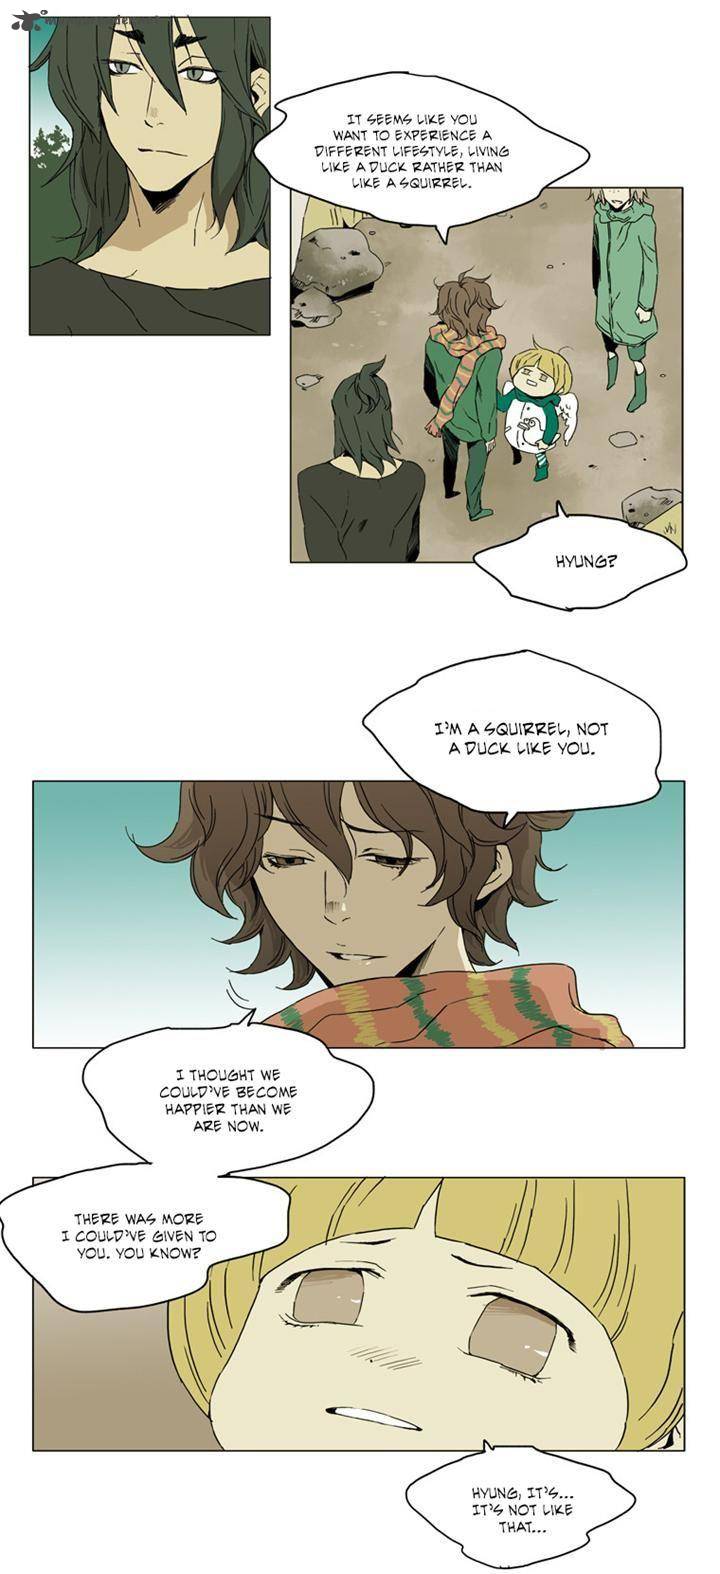 IT SEEMS LIKE YOU
WANT TO EXPERIENCE A
DIFFERENT LIFESTYLE, LIVING
LIKE A DUCK RATHER THAN
LIKE A SQUIRREL.
HYUNG?
I'M A SQUIRREL, NOT
A DUCK LIKE YOU.
I THOUGHT WE
COULD'VE BECOME
HAPPIER THAN WE
ARE NOW.
THERE WAS MORE
I COULD'VE GIVEN TO
YOU. YOU KNOW?
HYUNG, IT'S...
IT'S NOT LIKE
THAT...